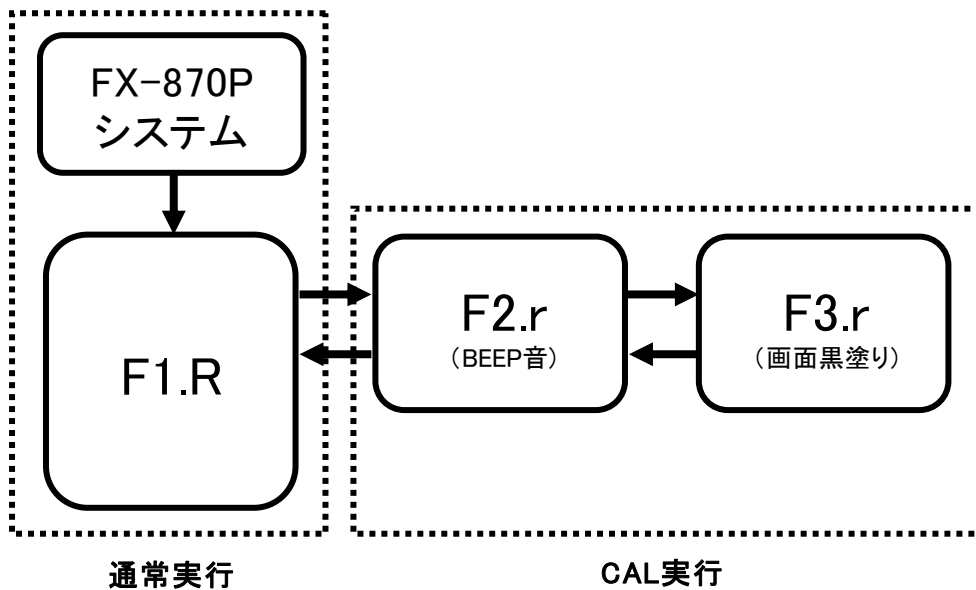 FX-870P
システム
F1.R
F2.r
(BEEP音)
F3.r
(画面黒塗り)
通常実行
CAL実行